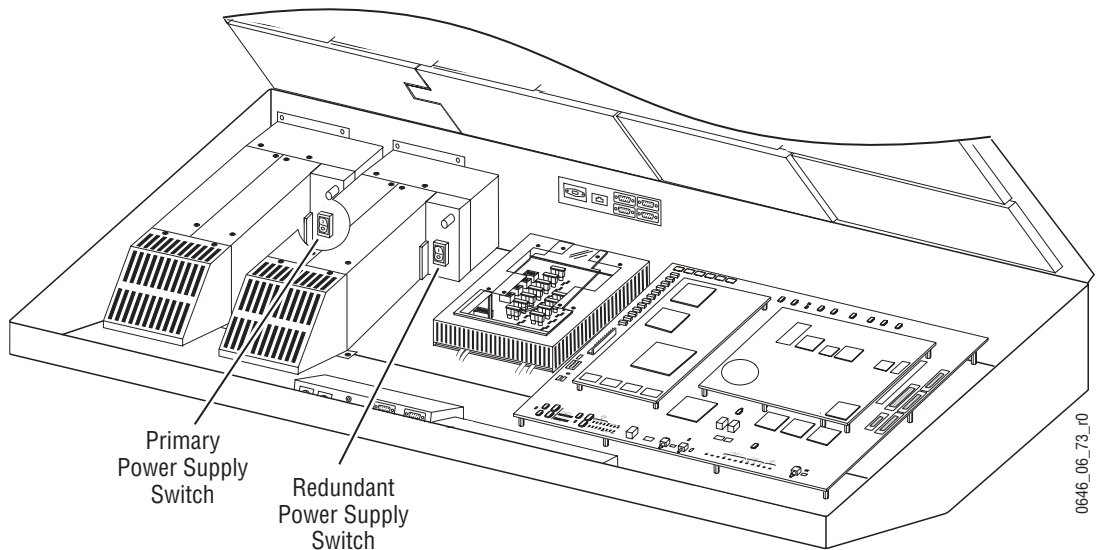 Primary
Power Supply
Switch
Redundant
Power Supply
Switch
0646_06_73_r0